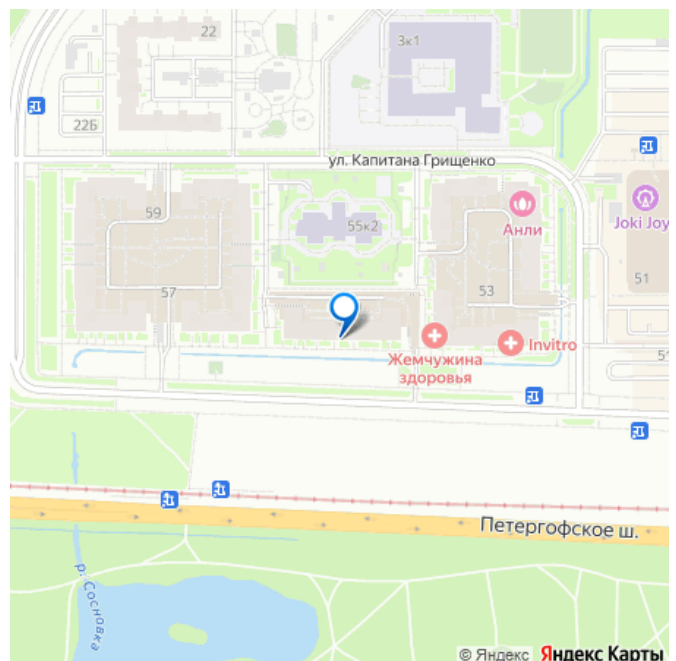 22
3к1
22Б
ул. Капитана Грищенко
59
55к2
Анли
Joki Joy
57
53
51
Жемчужина
здоровья
Invitro
51
Петергофское ш.
р. Сосновка
© Яндекс Яндекс Карты